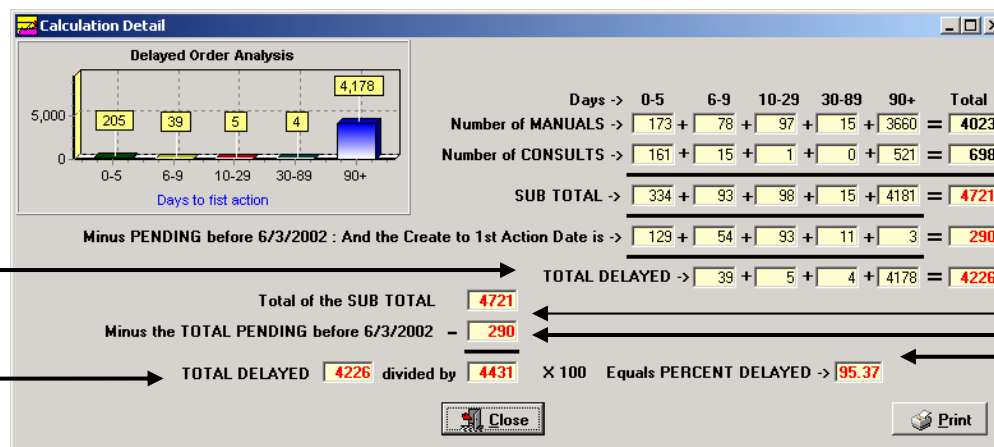 Calculation Detail
Delayed Order Analysis
4,178
5,000
205 39 5 4
0
0-5 6-9 10-29 30-89 90+
Days to fist action
Days -> 0-5 6-9 10-29 30-89 90+ Total
Number of MANUALS -> 173 + 78 + 97 + 15 + 3660 = 4023
Number of CONSULTS -> 161 + 15 + 1 + 0 + 521 = 698
SUB TOTAL -> 334 + 93 + 98 + 15 + 4181 = 4721
Minus PENDING before 6/3/2002 : And the Create to 1st Action Date is -> 129 + 54 + 93 + 11 + 3 = 290
TOTAL DELAYED -> 39 + 5 + 4 + 4178 = 4226
Total of the SUB TOTAL 4721
Minus the TOTAL PENDING before 6/3/2002 - 290
TOTAL DELAYED 4226 divided by 4431 X 100 Equals PERCENT DELAYED -> 95.37
Close
Print